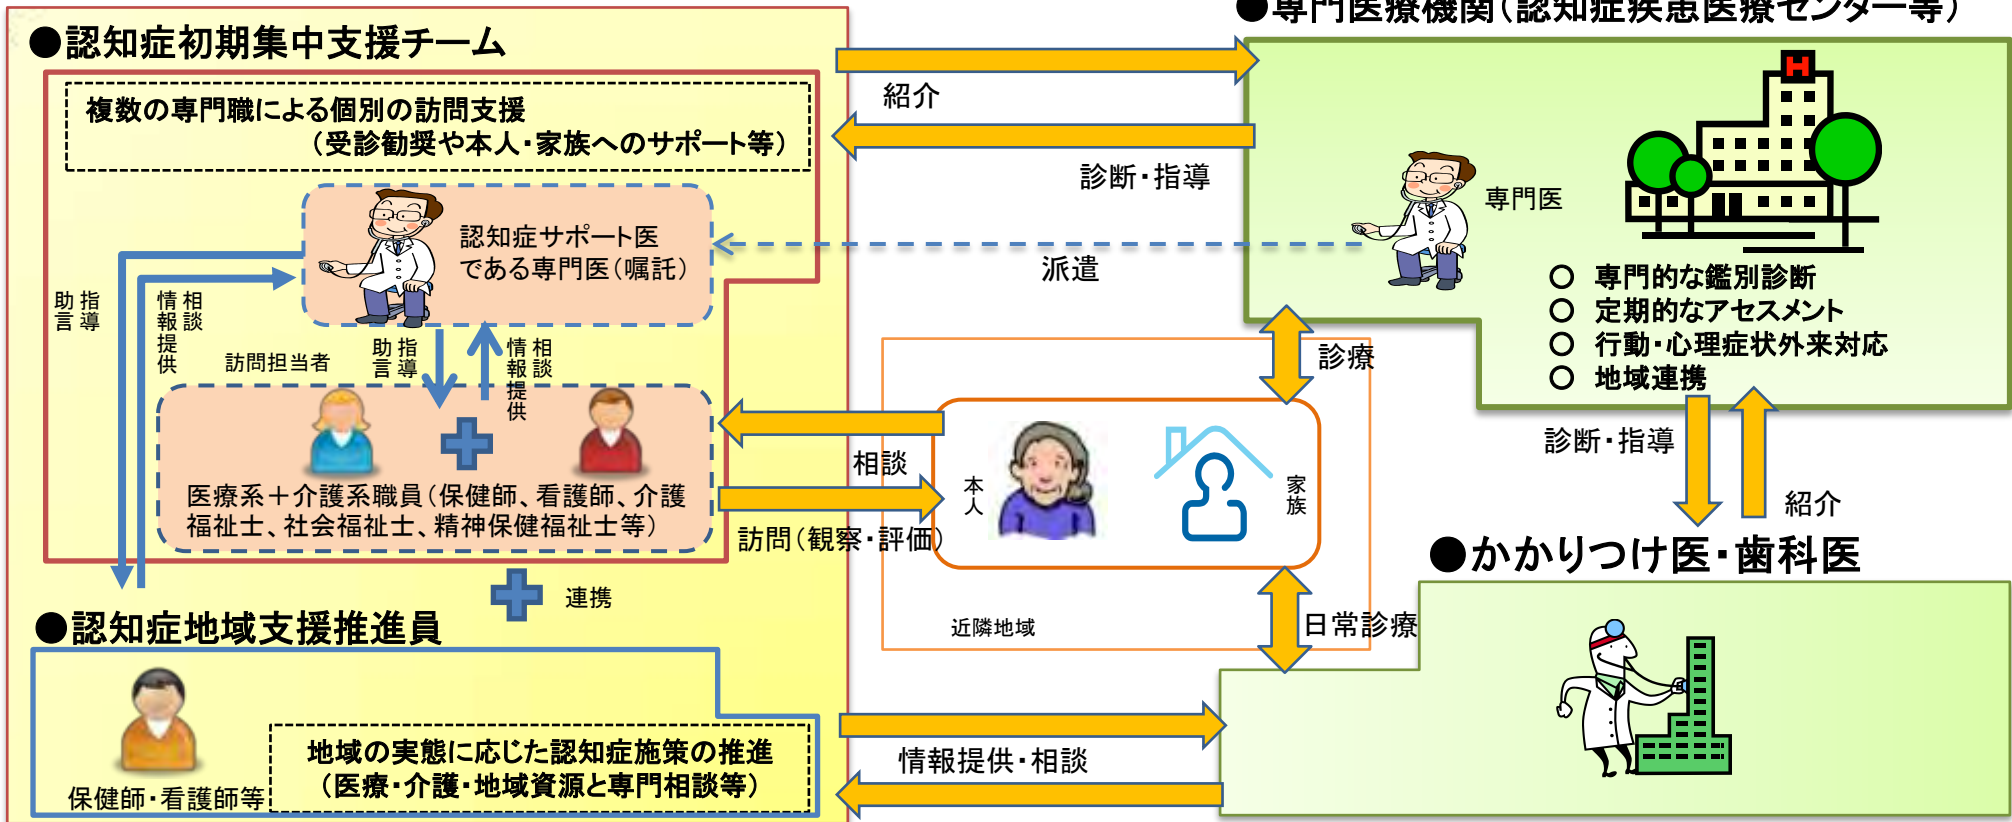 ●認知症初期集中支援チーム
複数の専門職による個別の訪問支援
（受診勧奨や本人・家族へのサポート等）
認知症サポート医
である専門医（嘱託）
指導
助言
相談
情報提供
訪問担当者
指導
助言
相談
情報提供
医療系＋介護系職員（保健師、看護師、介護
福祉士、社会福祉士、精神保健福祉士等）
連携
●認知症地域支援推進員
保健師・看護師等
地域の実態に応じた認知症施策の推進
（医療・介護・地域資源と専門相談等）
紹介
診断・指導
派遣
相談
訪問（観察・評価）
本人
家族
近隣地域
診療
日常診療
情報提供・相談
●専門医療機関（認知症疾患医療センター等）
H
専門医
○ 専門的な鑑別診断
○ 定期的なアセスメント
○ 行動・心理症状外来対応
○ 地域連携
診断・指導
紹介
●かかりつけ医・歯科医